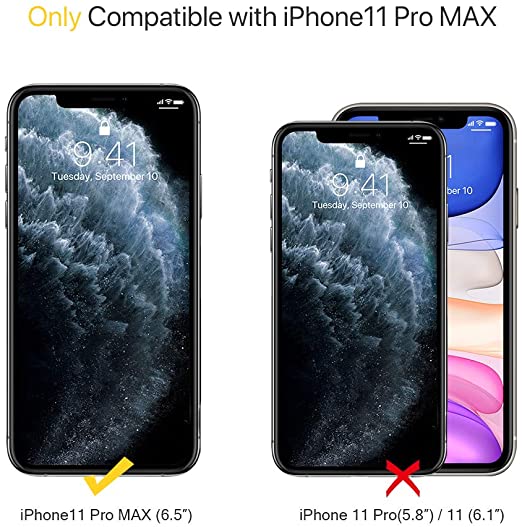 Only Compatible with iPhone11 Pro MAX
9:41
Tuesday, September 10
9:41
Tuesday, September 10
10
iPhone11 Pro MAX (6.5″)
iPhone 11 Pro(5.8″) / 11 (6.1″)